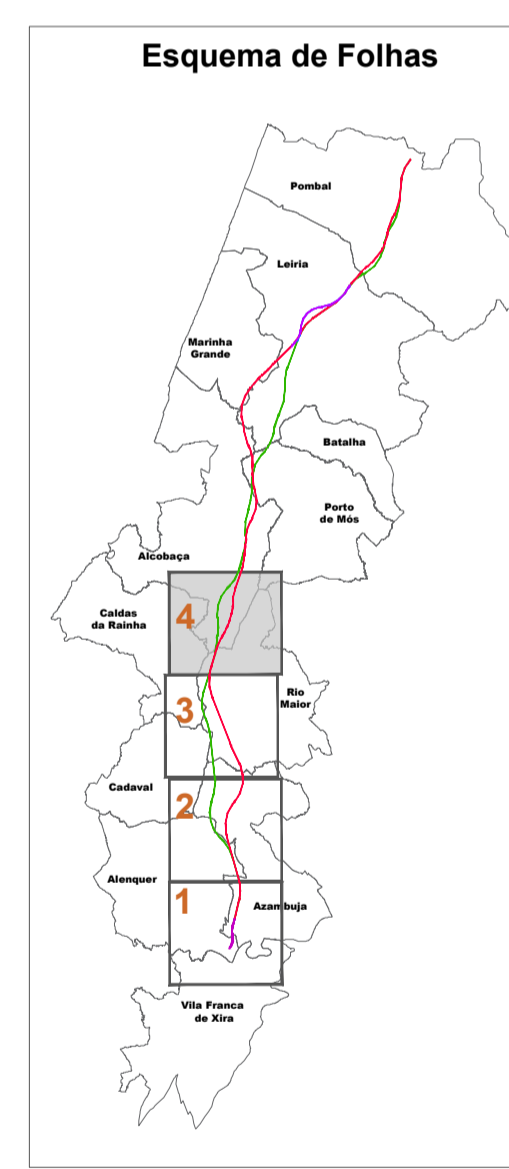 Esquema de Folhas
Pombal
Leiria
Marinha
Grande
Batalha
Porto
de Mós
Alcobaça
Caldas
da Rainha
4
3
Rio
Maior
Cadaval
2
Alenquer
1
Azambuja
Vila Franca
de Xira